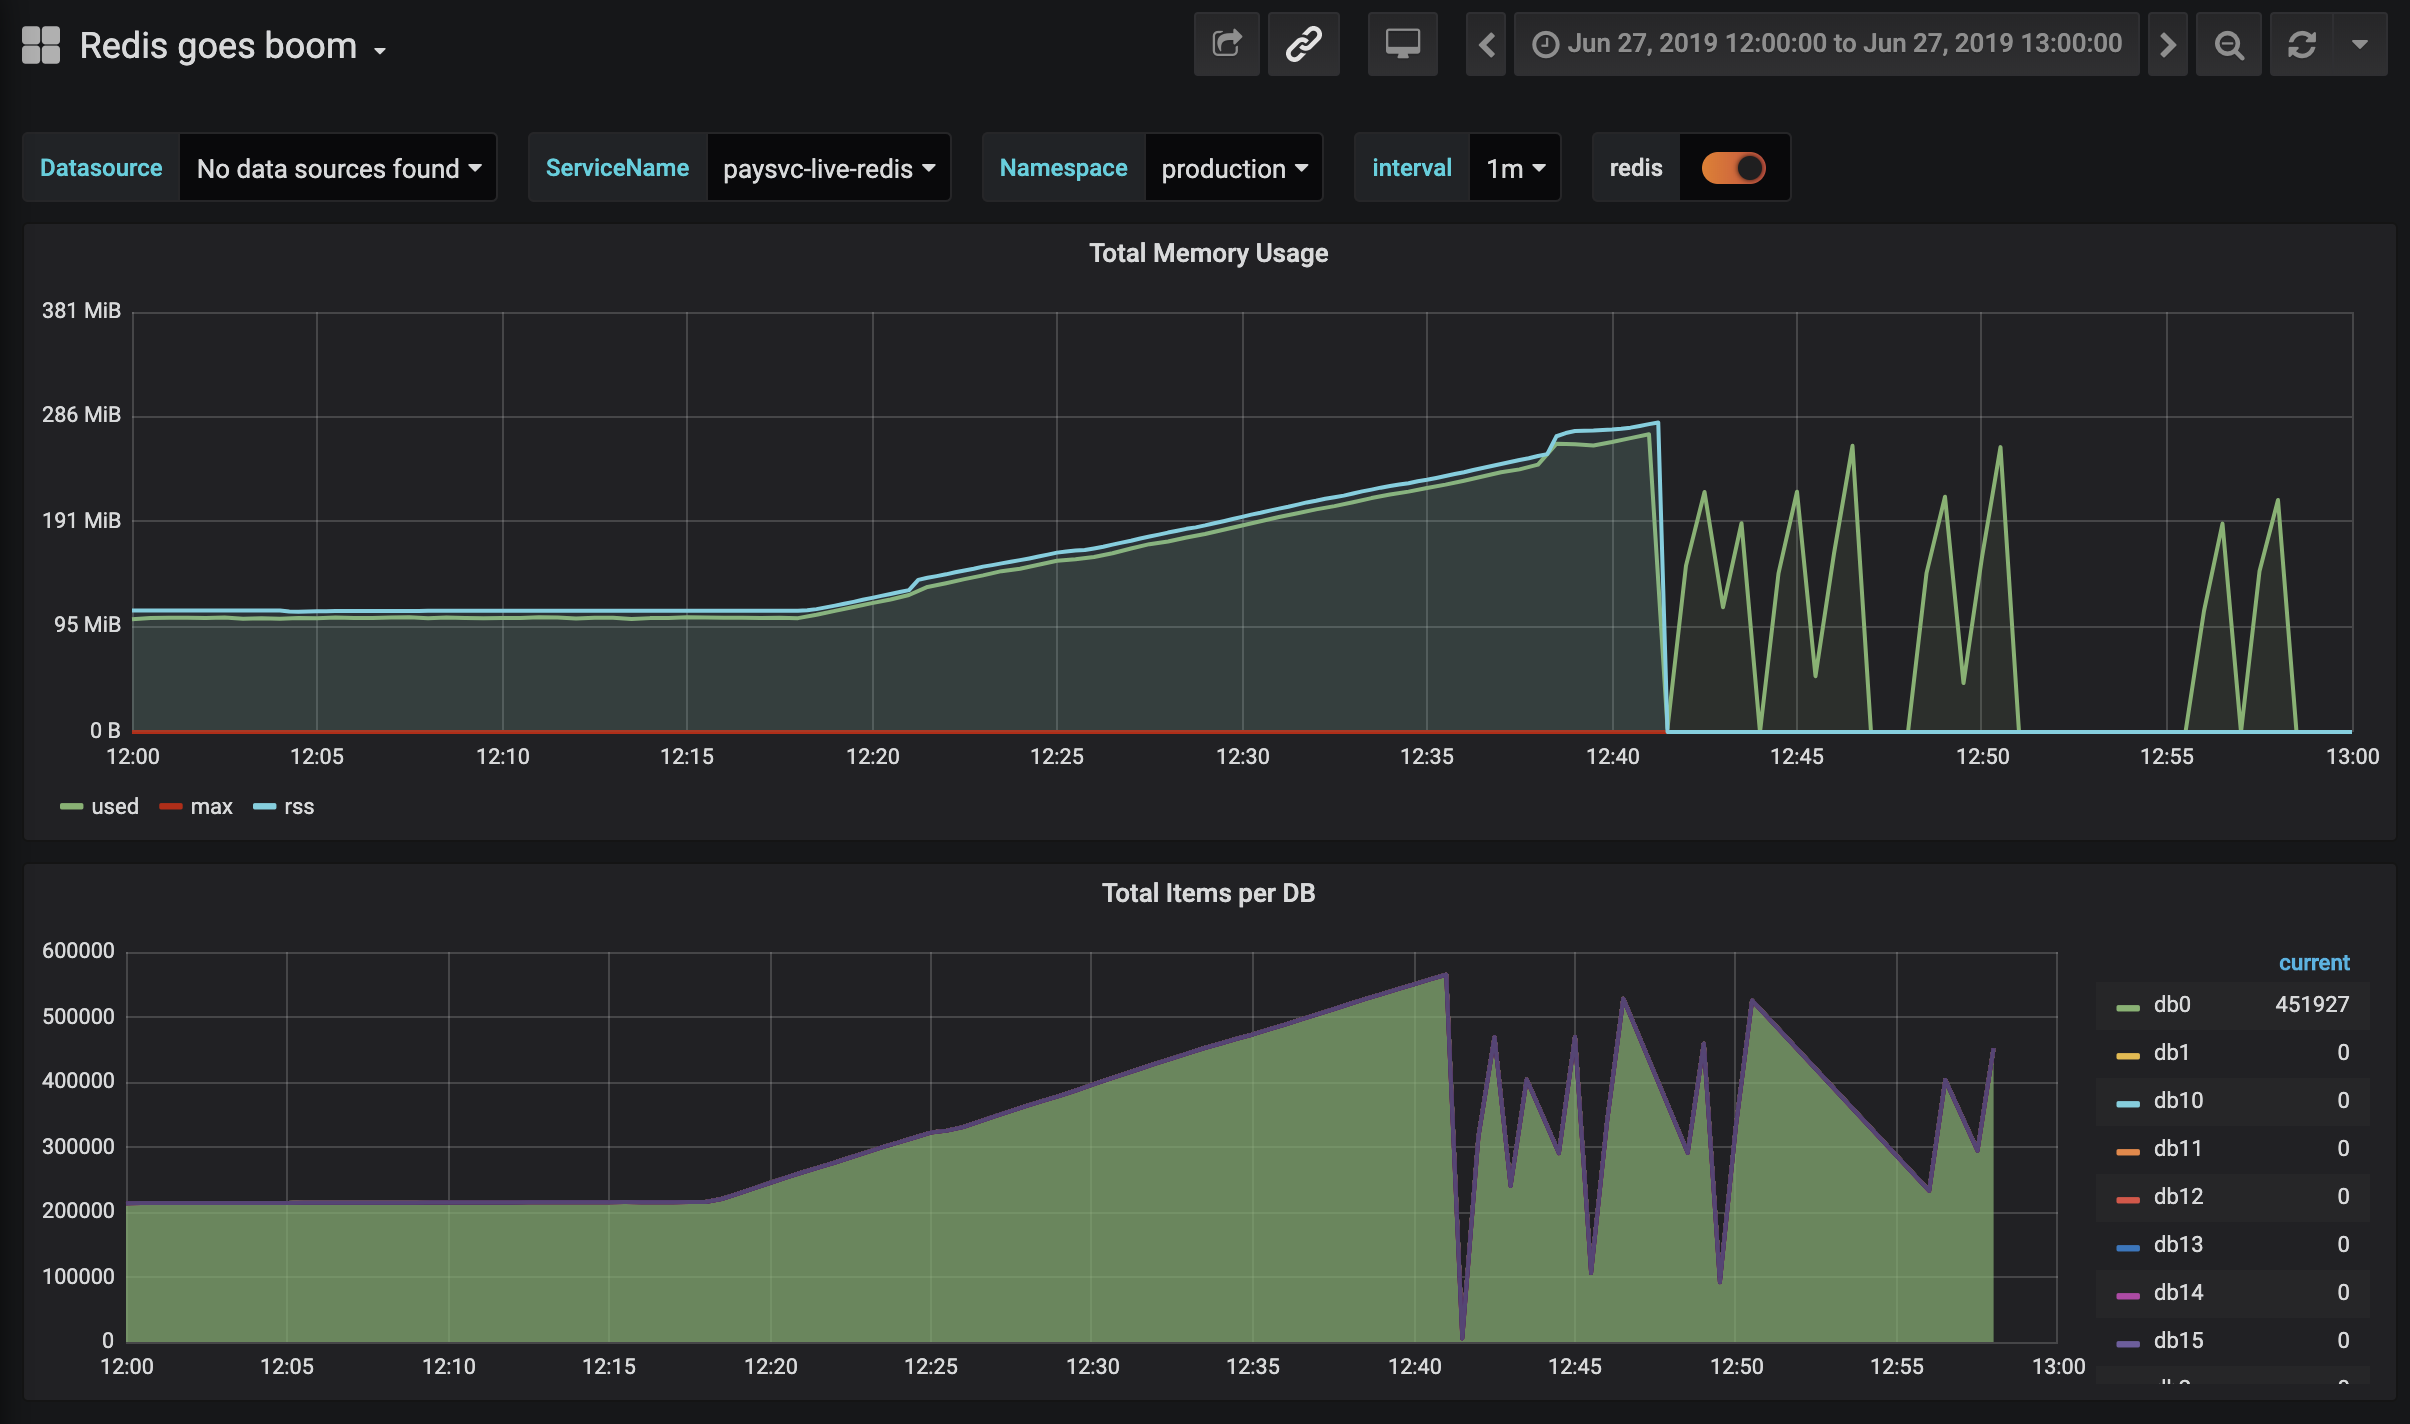 Redis goes boom
Jun 27, 2019 12:00:00 to Jun 27, 2019 13:00:00
Datasource No data sources found ServiceName paysvc-live-redis Namespace production interval 1m redis
Total Memory Usage
381 MiB
286 MiB
191 MiB
95 MiB
0 B
12:00 12:05 12:10 12:15 12:20 12:25 12:30 12:35 12:40 12:45 12:50 12:55 13:00
used max rss
Total Items per DB
600000
500000
400000
300000
200000
100000
0
12:00 12:05 12:10 12:15 12:20 12:25 12:30 12:35 12:40 12:45 12:50 12:55 13:00
current
db0 451927
db1 0
db10 0
db11 0
db12 0
db13 0
db14 0
db15 0